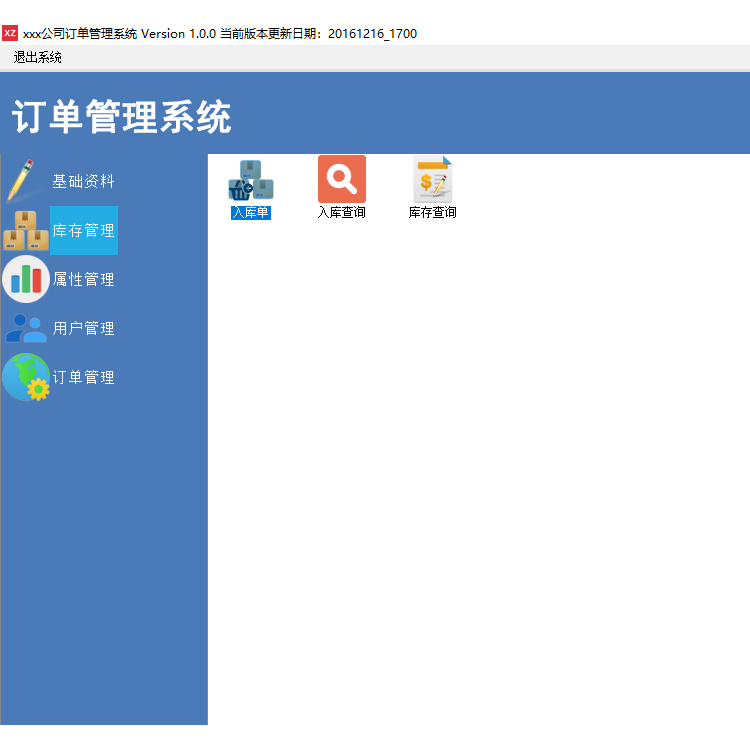 XZ xxx公司订单管理系统 Version 1.0.0 当前版本更新日期：20161216_1700
退出系统
订单管理系统
基础资料
库存管理
属性管理
用户管理
订单管理
入库单
入库查询
库存查询